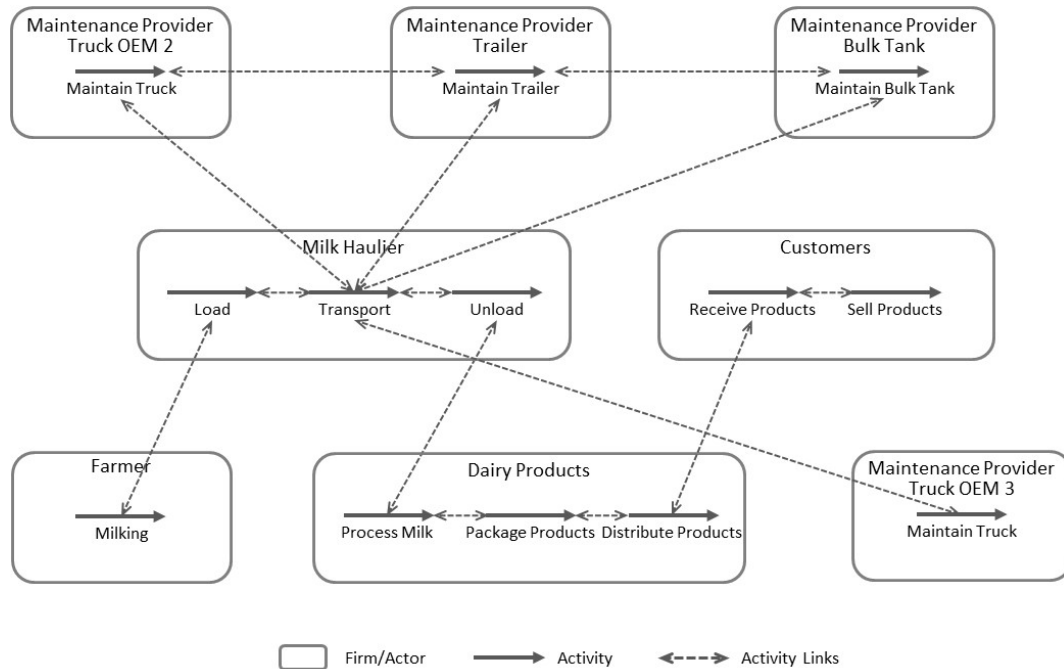 Maintenance Provider
Truck OEM 2
Maintain Truck
Maintenance Provider
Trailer
Maintain Trailer
Maintenance Provider
Bulk Tank
Maintain Bulk Tank
Milk Haulier
Load
Transport
Unload
Customers
Receive Products
Sell Products
Farmer
Milking
Dairy Products
Process Milk
Package Products
Distribute Products
Maintenance Provider
Truck OEM 3
Maintain Truck
Firm/Actor
Activity
Activity Links